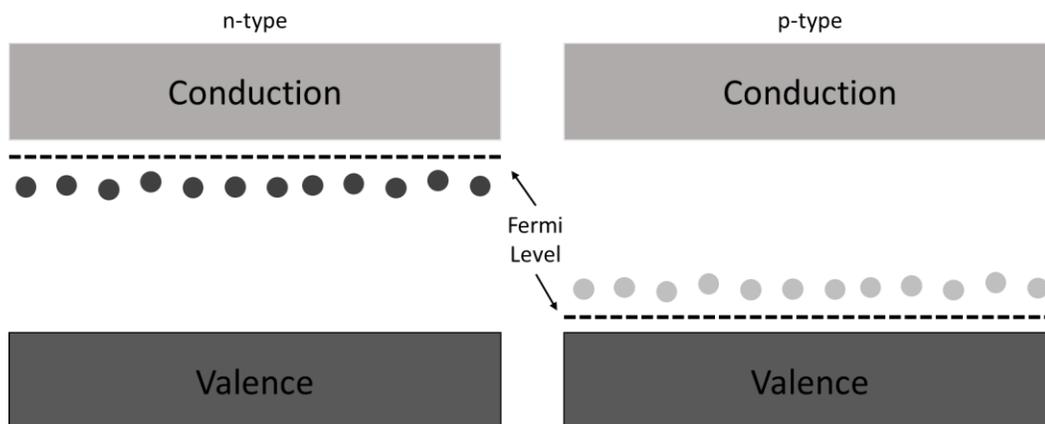 n-type
p-type
Conduction
Conduction
Fermi
Level
Valence
Valence